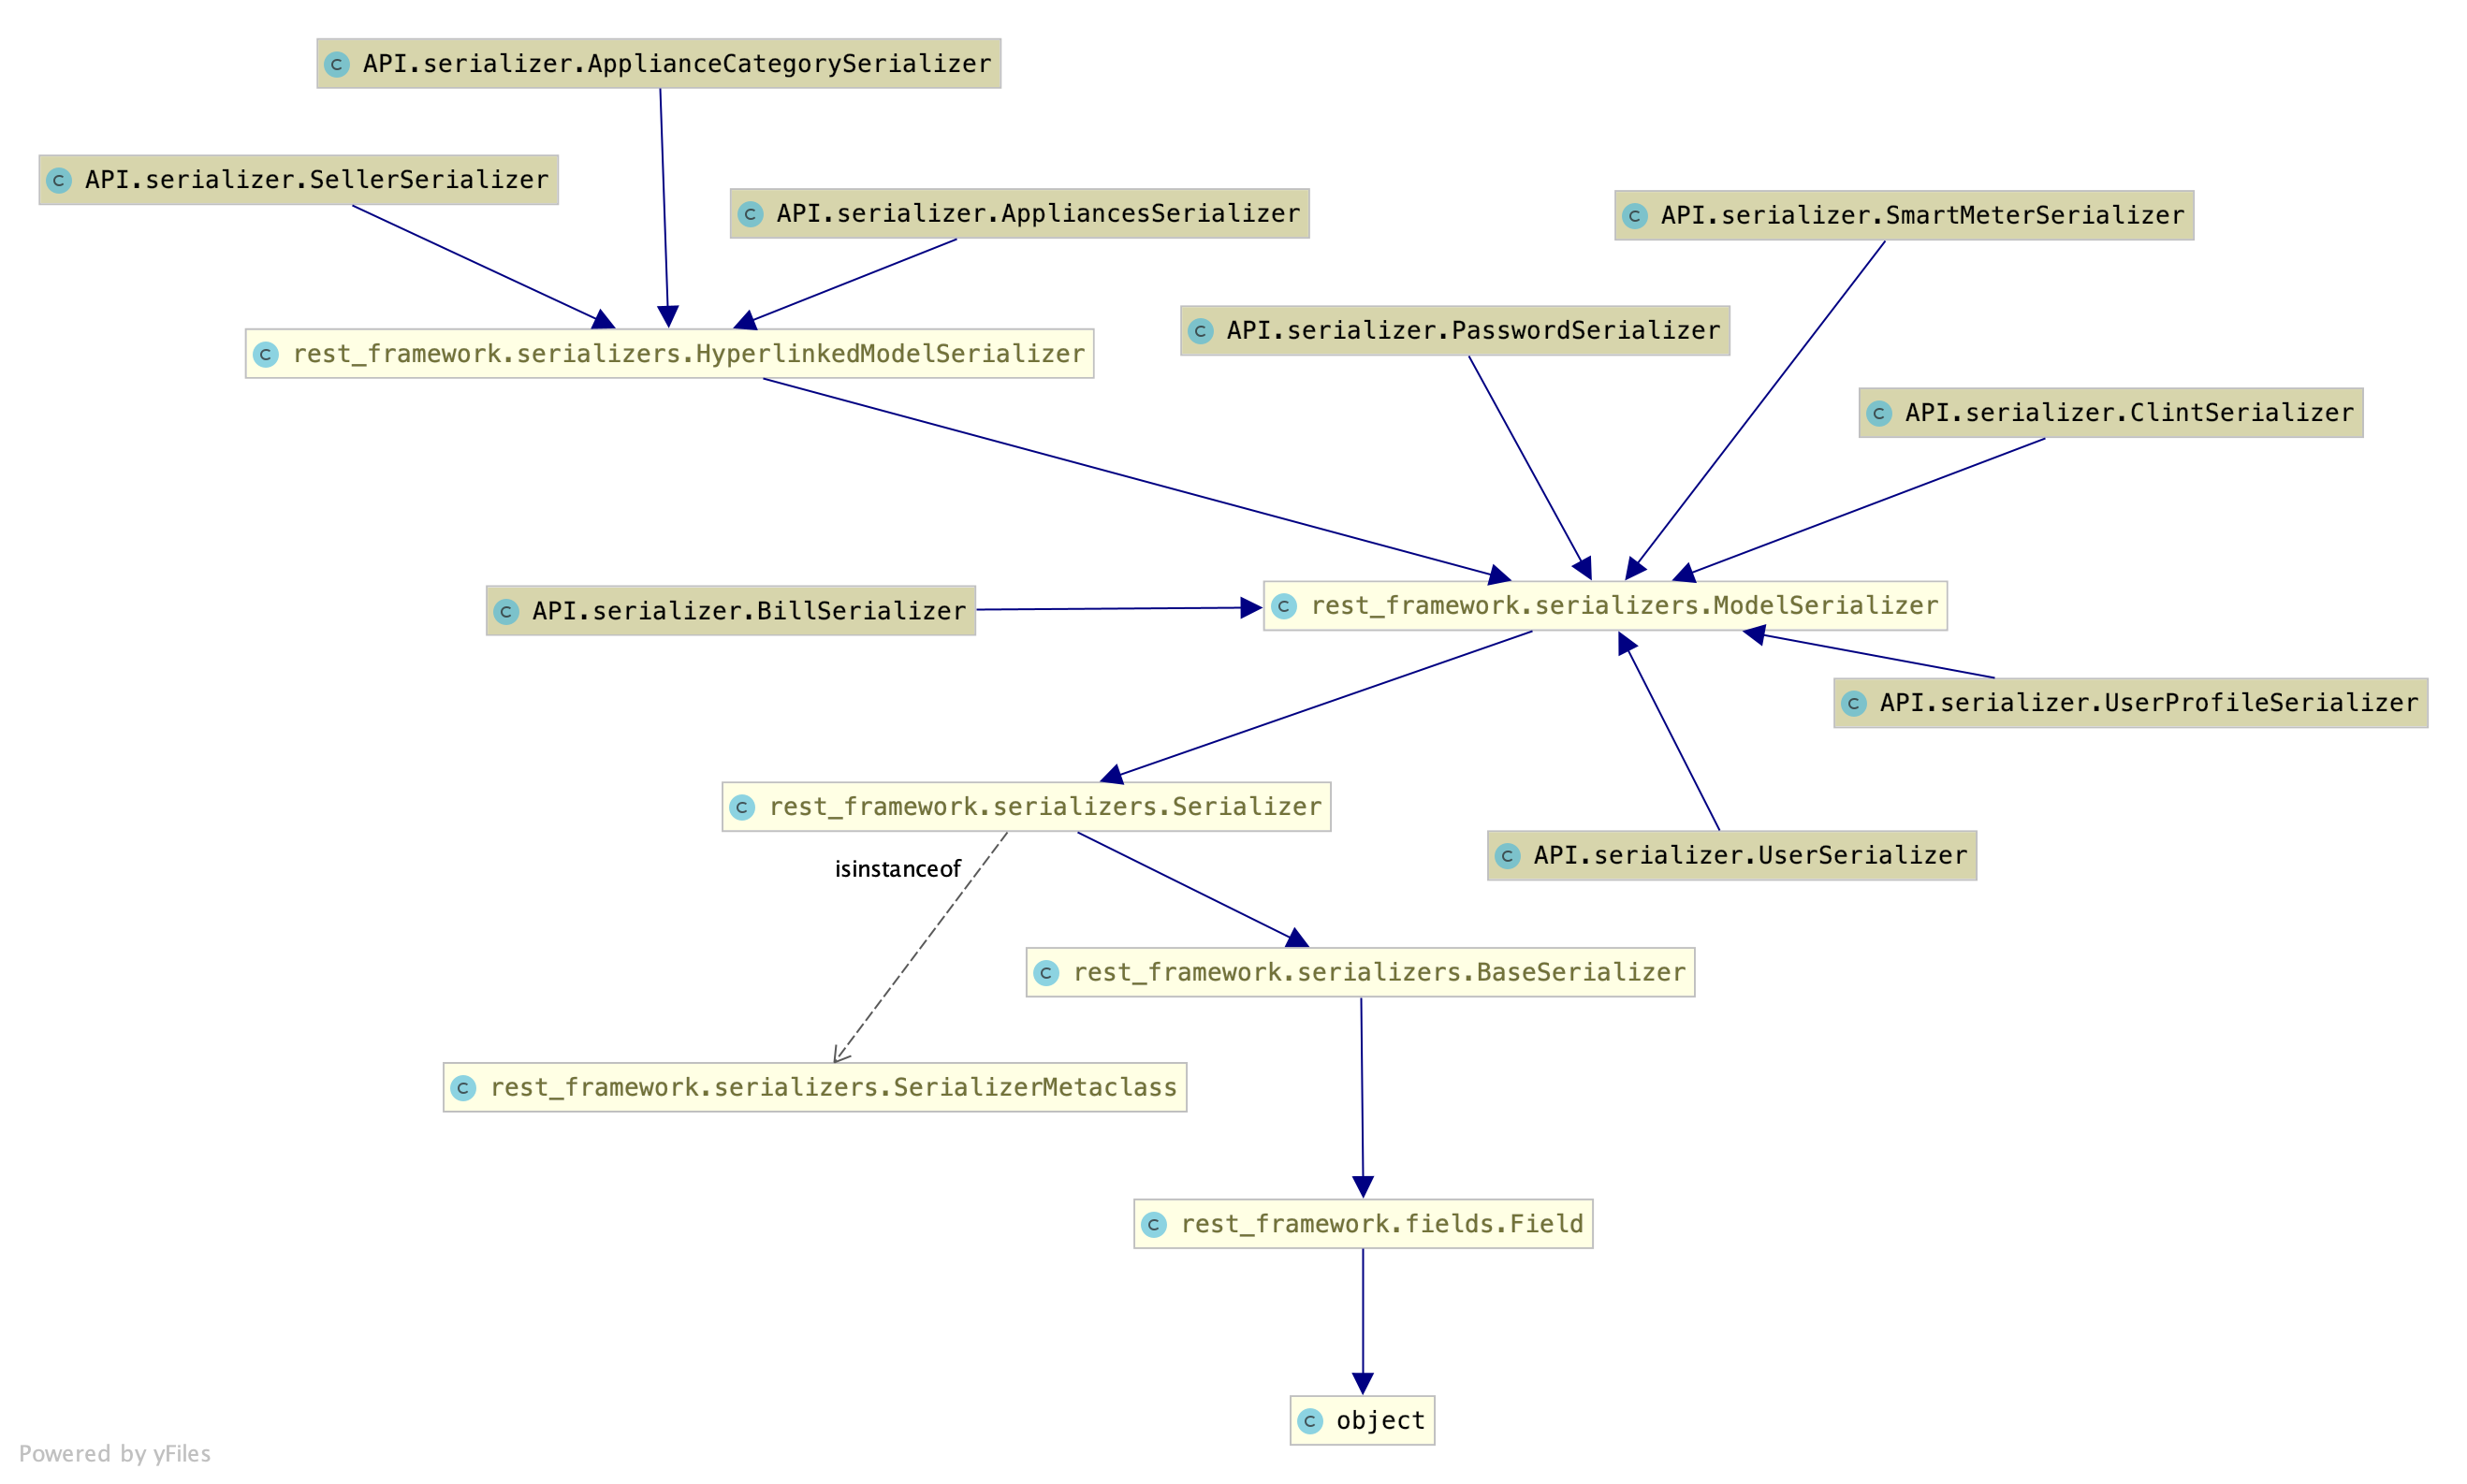 C API.serializer.ApplianceCategorySerializer
C API.serializer.SellerSerializer
C API.serializer.AppliancesSerializer
C API.serializer.SmartMeterSerializer
C API.serializer.PasswordSerializer
C rest_framework.serializers.HyperlinkedModelSerializer
C API.serializer.ClintSerializer
C API.serializer.BillSerializer
C rest_framework.serializers.ModelSerializer
C API.serializer.UserProfileSerializer
C rest_framework.serializers.Serializer
C API.serializer.UserSerializer
isinstanceof
C rest_framework.serializers.BaseSerializer
C rest_framework.serializers.SerializerMetaclass
C rest_framework.fields.Field
C object
Powered by yFiles